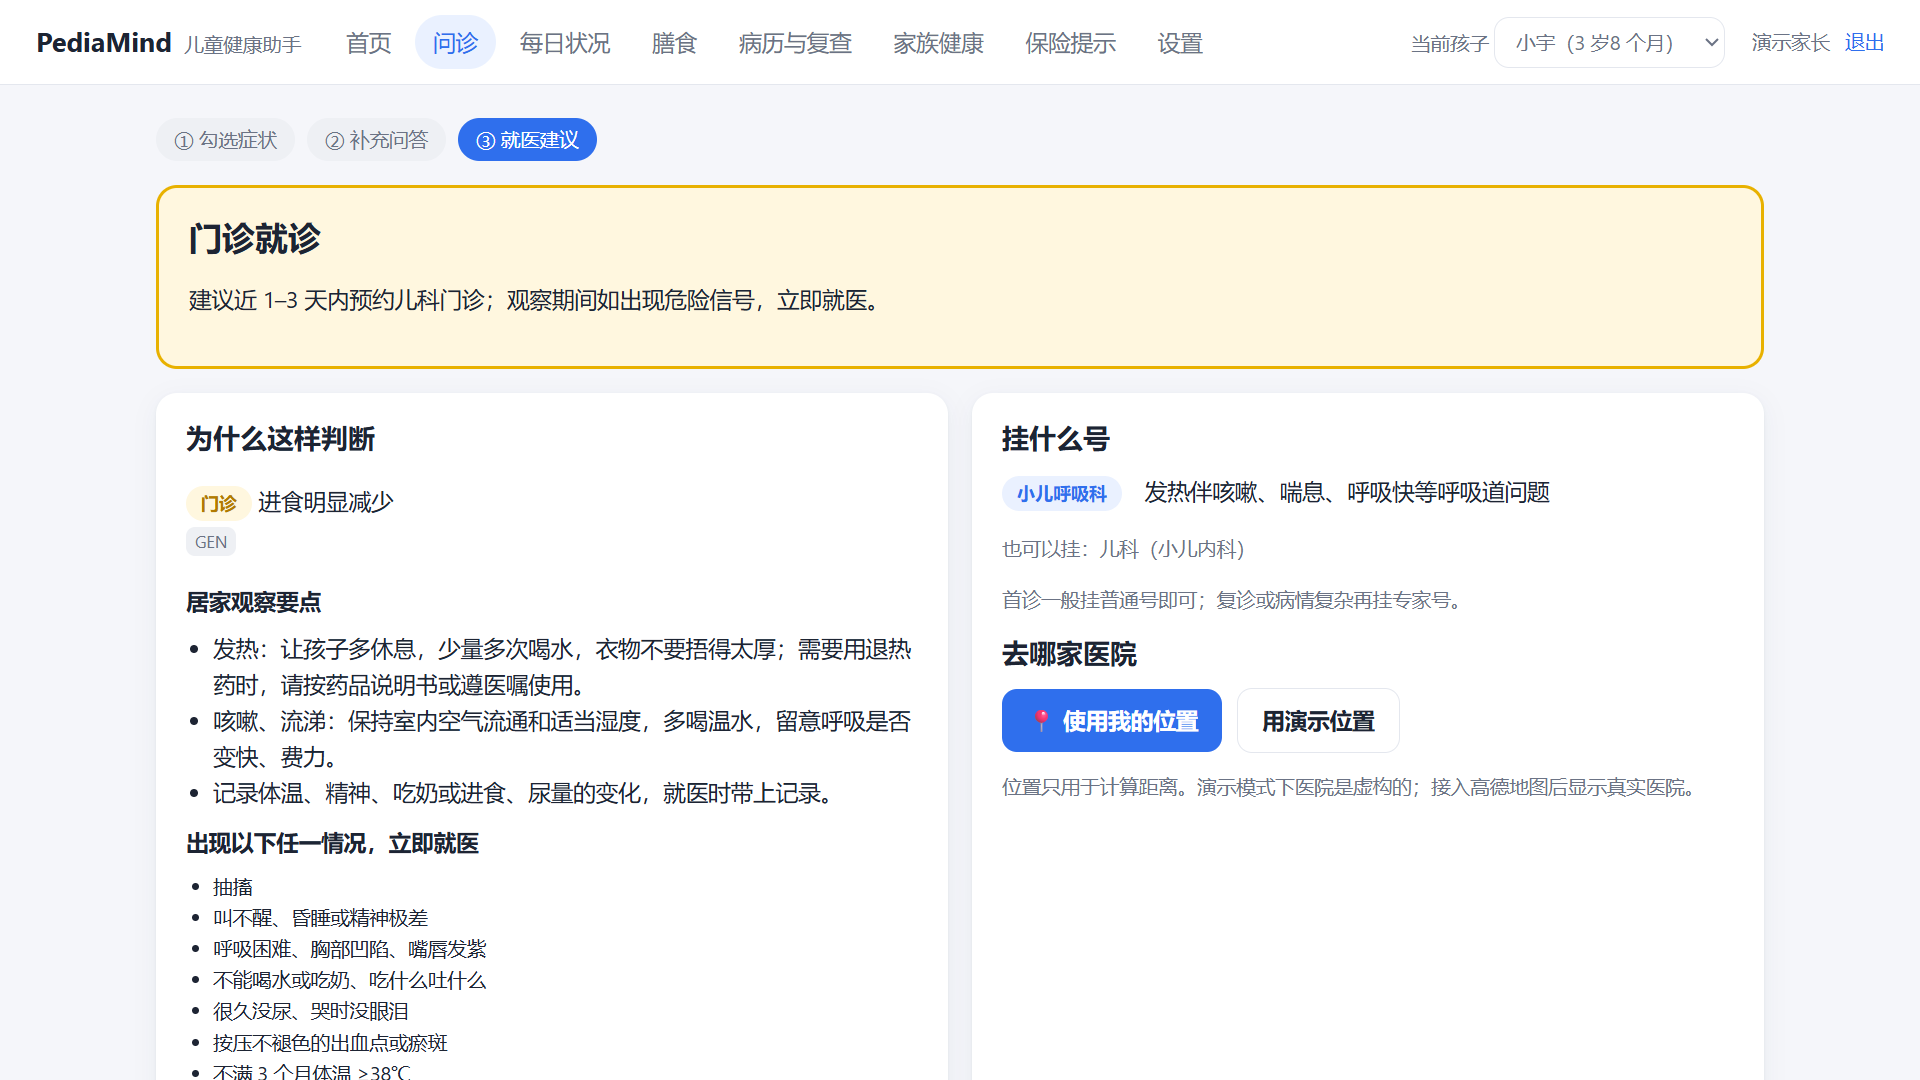 PediaMind 儿童健康助手 首页 问诊 每日状况 膳食 病历与复查 家族健康 保险提示 设置 当前孩子 小宇（3 岁8 个月） 演示家长 退出
① 勾选症状 ② 补充问答 ③ 就医建议
门诊就诊
建议近 1–3 天内预约儿科门诊；观察期间如出现危险信号，立即就医。
为什么这样判断
门诊 进食明显减少
GEN
居家观察要点
发热：让孩子多休息，少量多次喝水，衣物不要捂得太厚；需要用退热
药时，请按药品说明书或遵医嘱使用。
咳嗽、流涕：保持室内空气流通和适当湿度，多喝温水，留意呼吸是否
变快、费力。
记录体温、精神、吃奶或进食、尿量的变化，就医时带上记录。
出现以下任一情况，立即就医
抽搐
叫不醒、昏睡或精神极差
呼吸困难、胸部凹陷、嘴唇发紫
不能喝水或吃奶、吃什么吐什么
很久没尿、哭时没眼泪
按压不褪色的出血点或瘀斑
不满 3 个月体温 ≥38℃
挂什么号
小儿呼吸科 发热伴咳嗽、喘息、呼吸快等呼吸道问题
也可以挂：儿科（小儿内科）
首诊一般挂普通号即可；复诊或病情复杂再挂专家号。
去哪家医院
使用我的位置 用演示位置
位置只用于计算距离。演示模式下医院是虚构的；接入高德地图后显示真实医院。